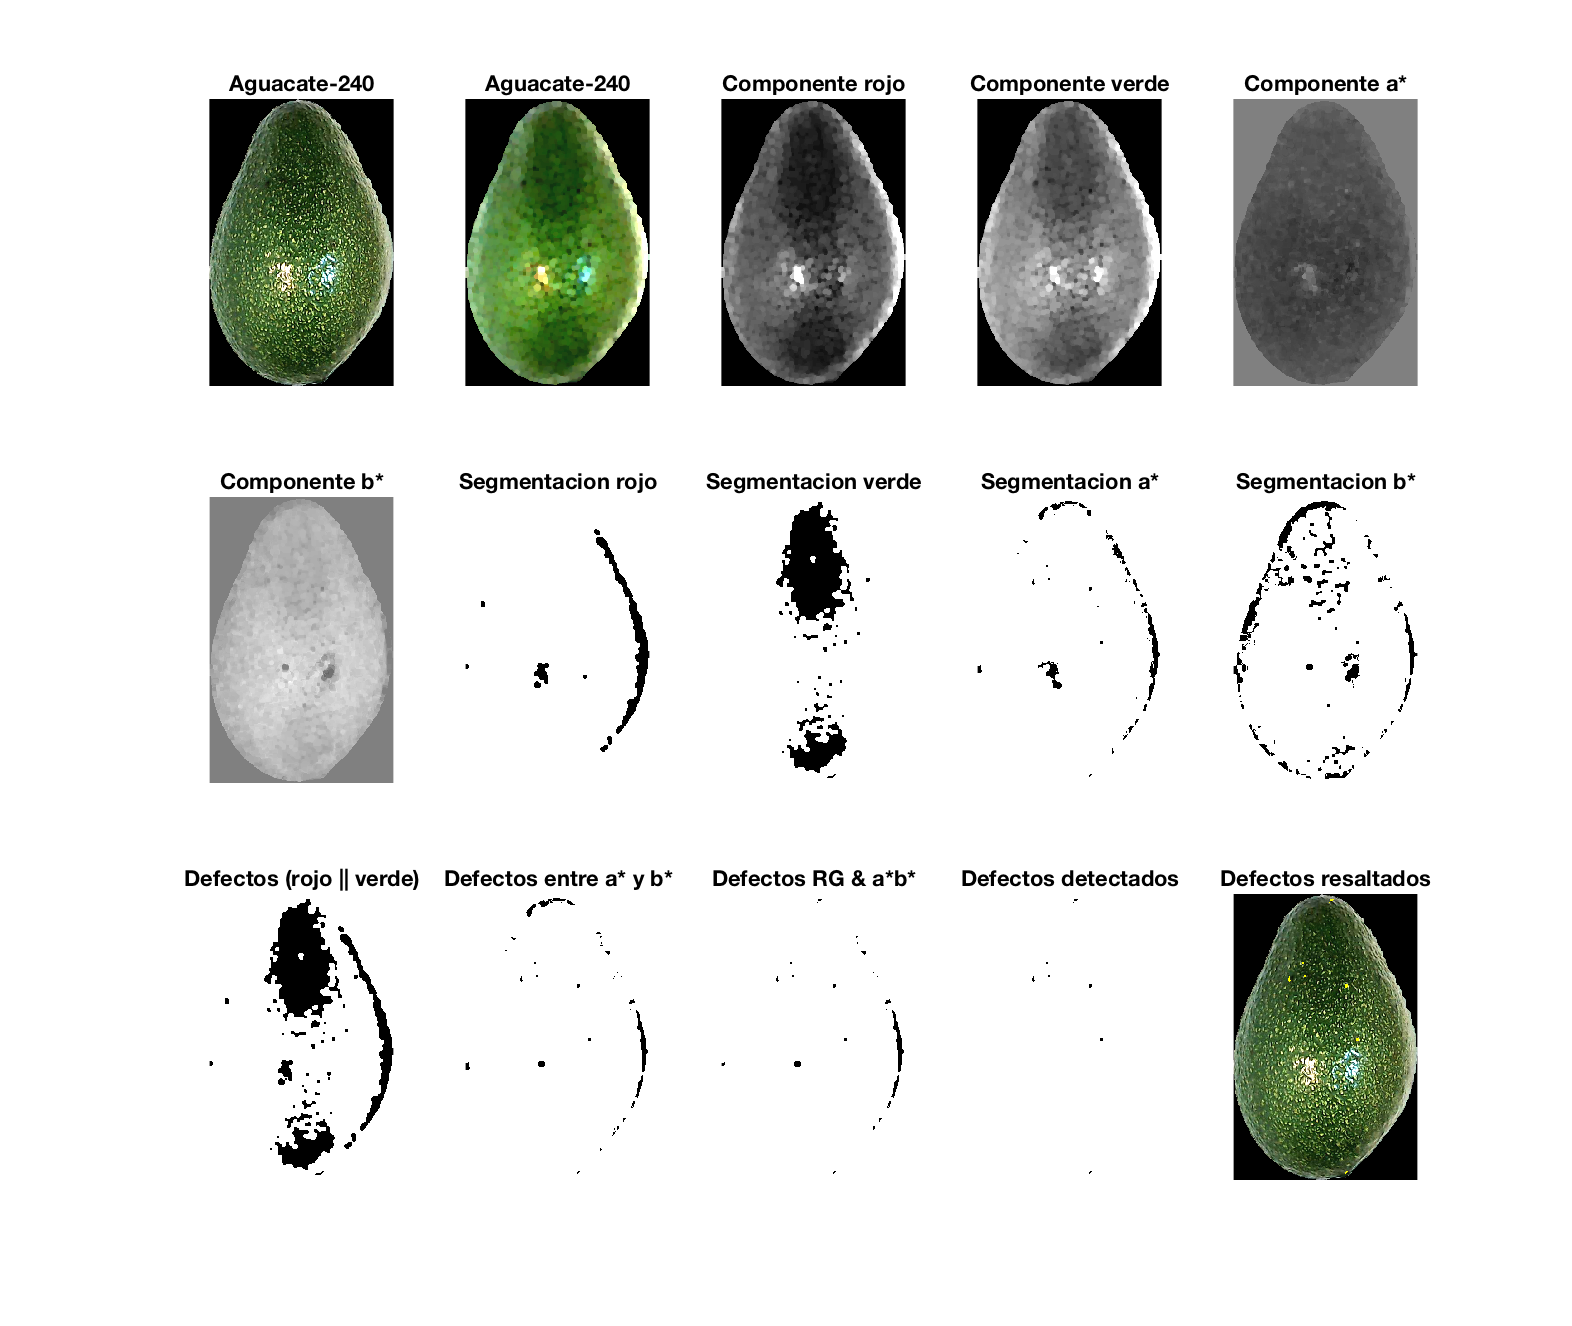 Aguacate-240
Aguacate-240
Componente rojo
Componente verde
Componente a*
Componente b*
Segmentacion rojo
Segmentacion verde
Segmentacion a*
Segmentacion b*
Defectos (rojo || verde)
Defectos entre a* y b*
Defectos RG & a*b*
Defectos detectados
Defectos resaltados